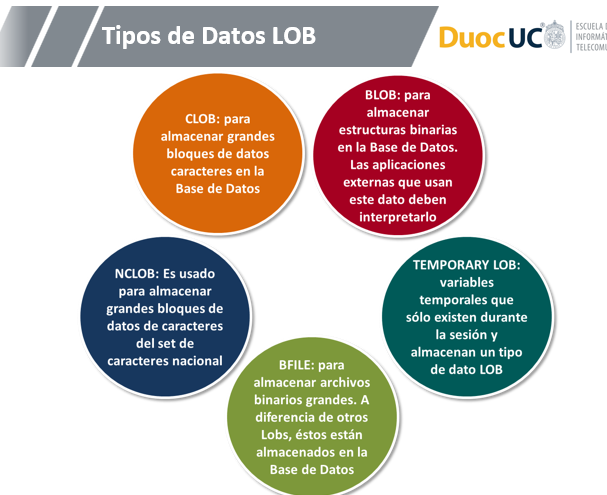 Tipos de Datos LOB
DuocUC
ESCUELA D
INFORMÁT
TELECOMU
CLOB: para
almacenar grandes
bloques de datos
caracteres en la
Base de Datos
BLOB: para
almacenar
estructuras binarias
en la Base de Datos.
Las aplicaciones
externas que usan
este dato deben
interpretarlo
NCLOB: Es usado
para almacenar
grandes bloques de
datos de caracteres
del set de
caracteres nacional
TEMPORARY LOB:
variables
temporales que
sólo existen durante
la sesión y
almacenan un tipo
de dato LOB
BFILE: para
almacenar archivos
binarios grandes. A
diferencia de otros
Lobs, éstos están
almacenados en la
Base de Datos